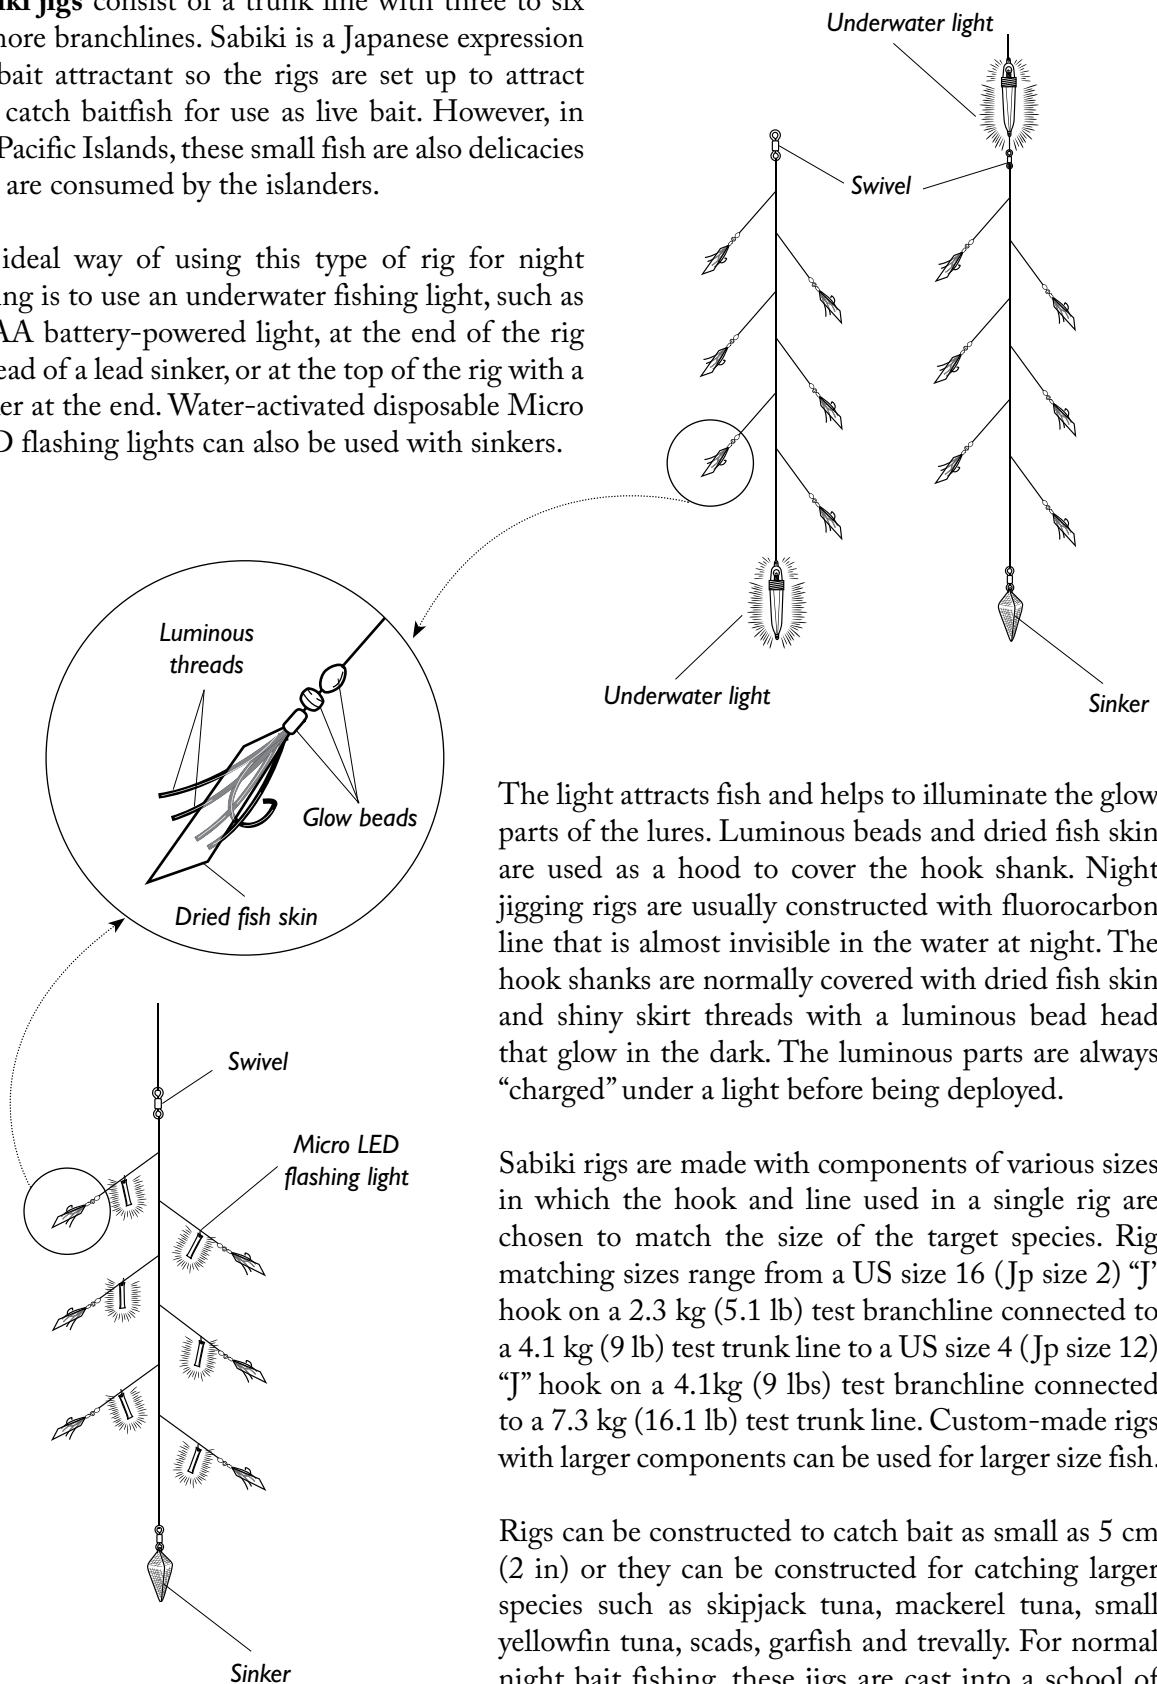 jigs consist of a trunk line with three to six
more branchlines. Sabiki is a Japanese expression
bait attractant so the rigs are set up to attract
catch baitfish for use as live bait. However, in
Pacific Islands, these small fish are also delicacies
are consumed by the islanders.
ideal way of using this type of rig for night
is to use an underwater fishing light, such as
AA battery-powered light, at the end of the rig
of a lead sinker, or at the top of the rig with a
at the end. Water-activated disposable Micro
flashing lights can also be used with sinkers.
Underwater light
Swivel
Underwater light
Sinker
Luminous
threads
Glow beads
Dried fish skin
Swivel
Micro LED
flashing light
Sinker
The light attracts fish and helps to illuminate the glow
parts of the lures. Luminous beads and dried fish skin
are used as a hood to cover the hook shank. Night
jigging rigs are usually constructed with fluorocarbon
line that is almost invisible in the water at night. The
hook shanks are normally covered with dried fish skin
and shiny skirt threads with a luminous bead head
that glow in the dark. The luminous parts are always
“charged” under a light before being deployed.
Sabiki rigs are made with components of various sizes
in which the hook and line used in a single rig are
chosen to match the size of the target species. Rig
matching sizes range from a US size 16 (Jp size 2) “J”
hook on a 2.3 kg (5.1 lb) test branchline connected to
a 4.1 kg (9 lb) test trunk line to a US size 4 (Jp size 12)
“J” hook on a 4.1kg (9 lbs) test branchline connected
to a 7.3 kg (16.1 lb) test trunk line. Custom-made rigs
with larger components can be used for larger size fish.
Rigs can be constructed to catch bait as small as 5 cm
(2 in) or they can be constructed for catching larger
species such as skipjack tuna, mackerel tuna, small
yellowfin tuna, scads, garfish and trevally. For normal
night bait fishing, these jigs are cast into a school of